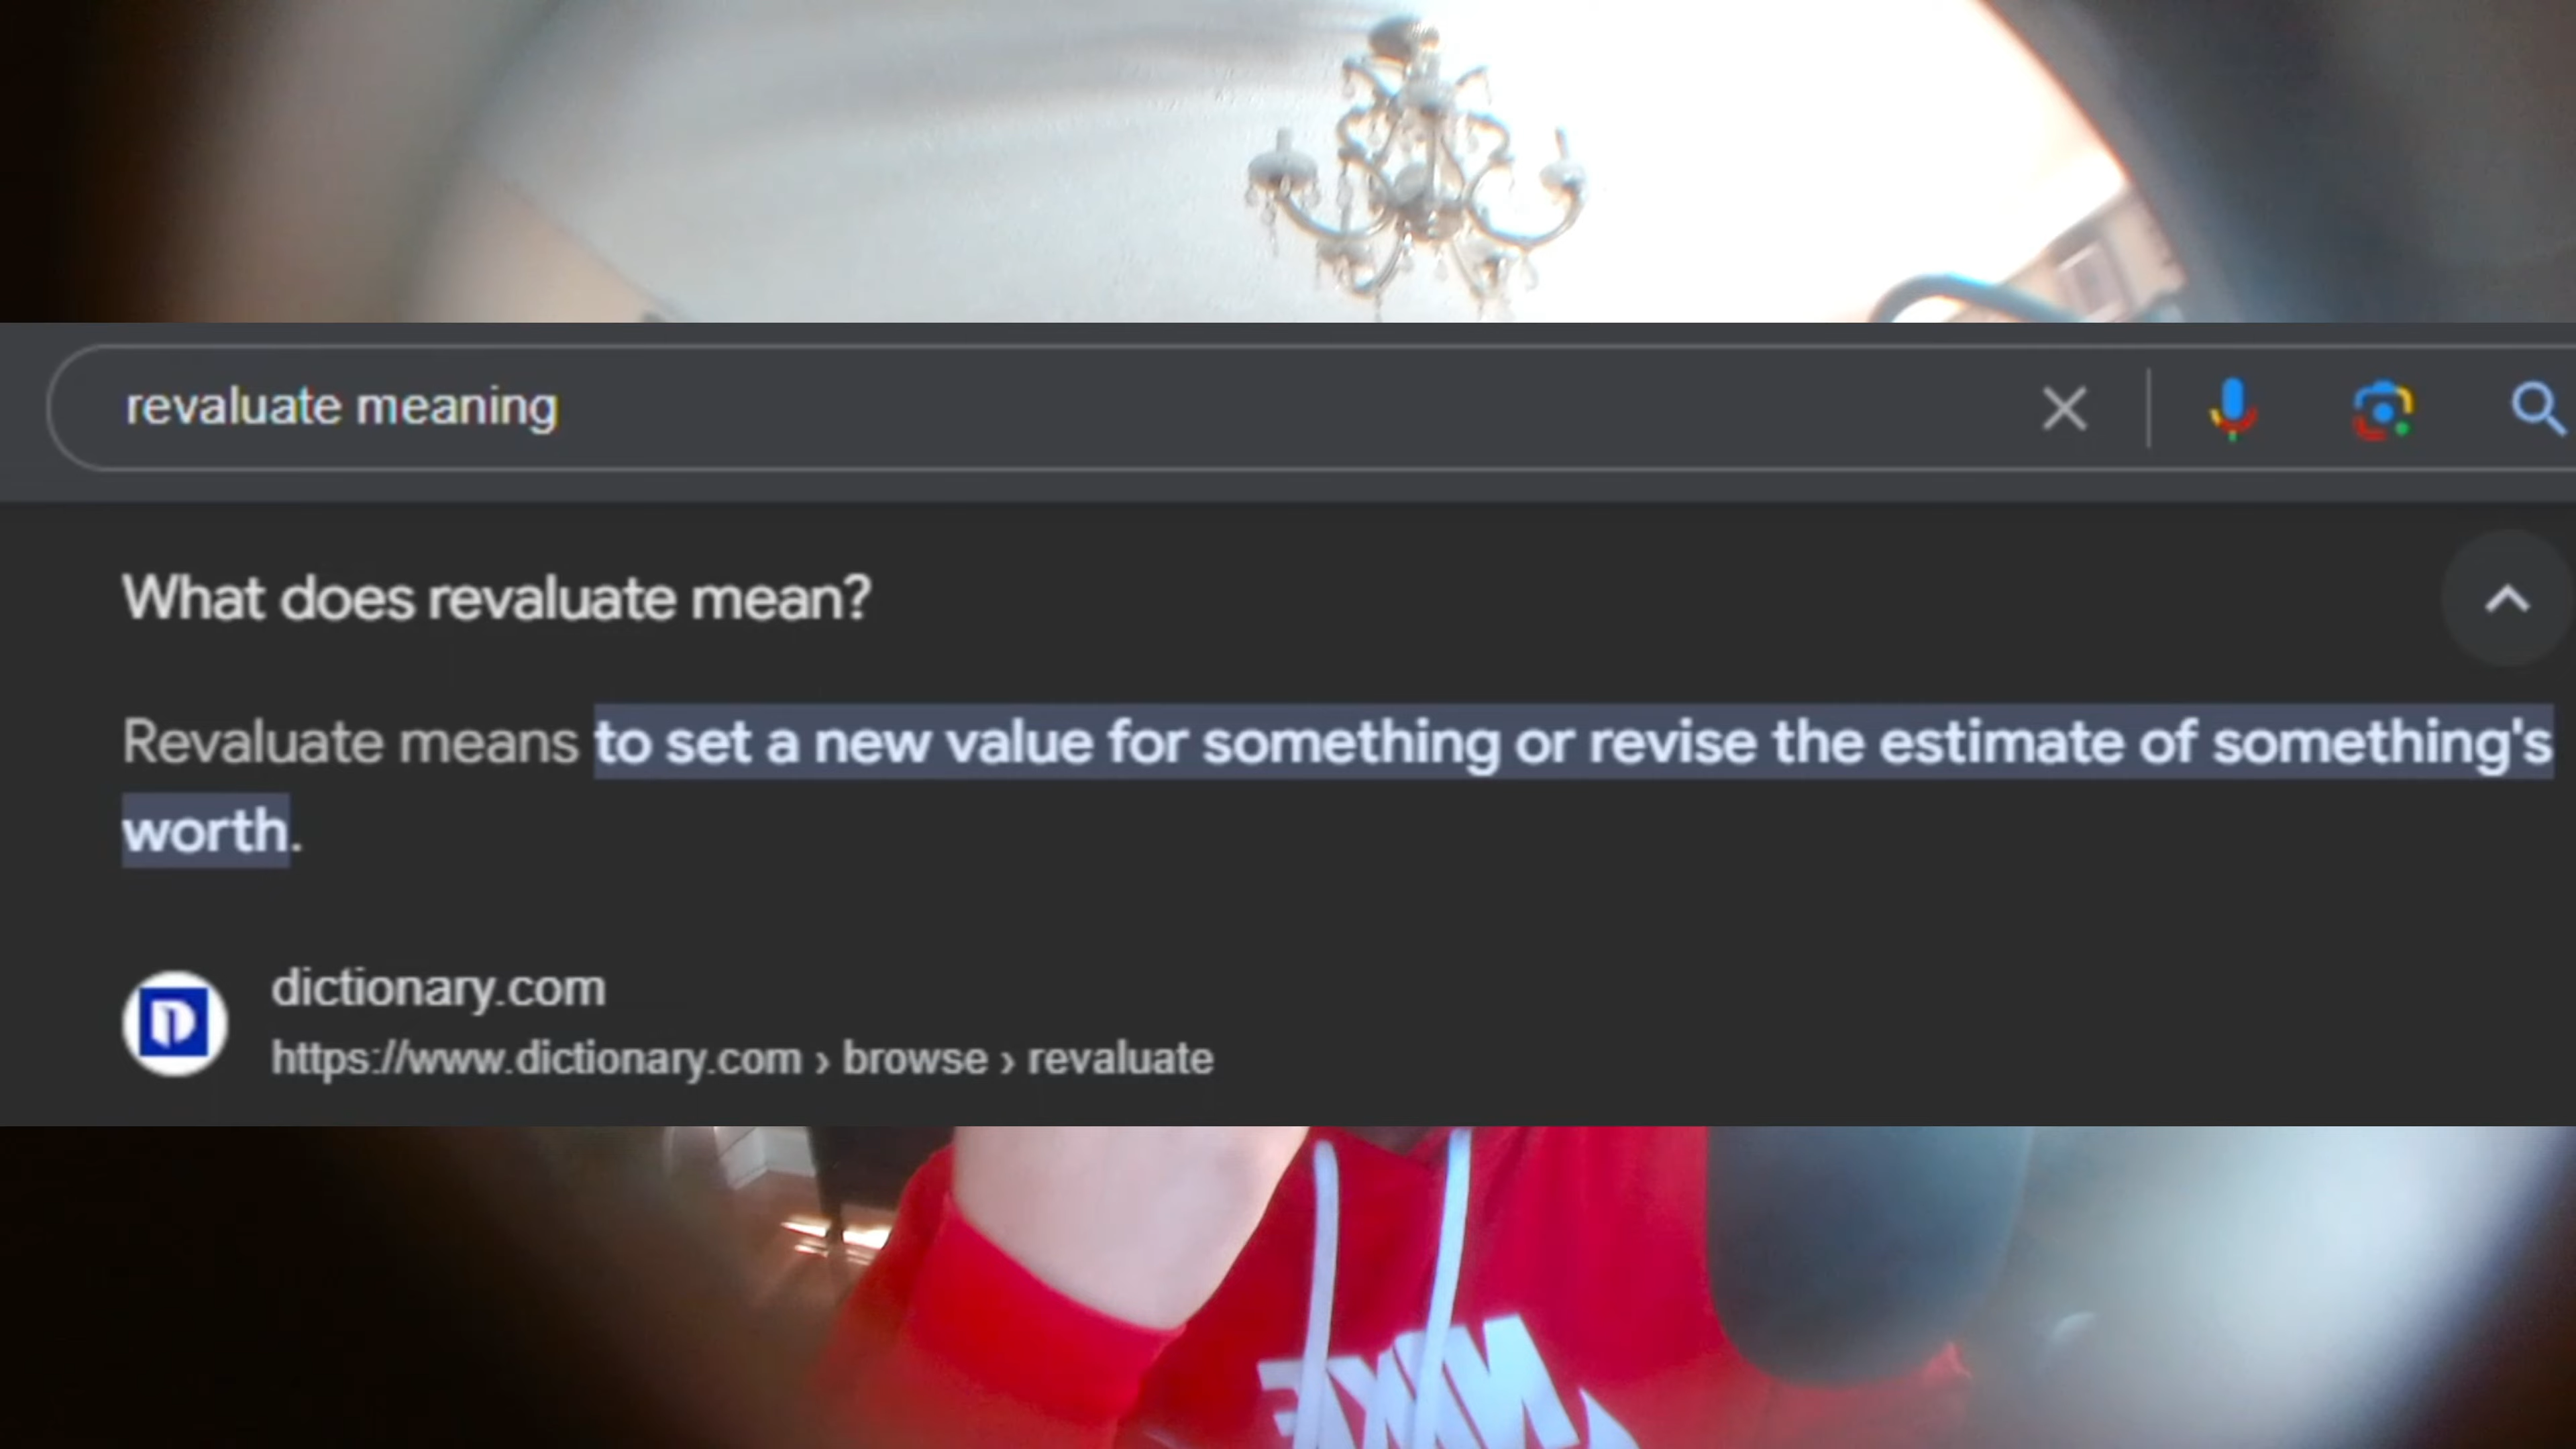 revaluate meaning
What does revaluate mean?
Revaluate means to set a new value for something or revise the estimate of something's
worth.
dictionary.com
https://www.dictionary.com › browse › revaluate